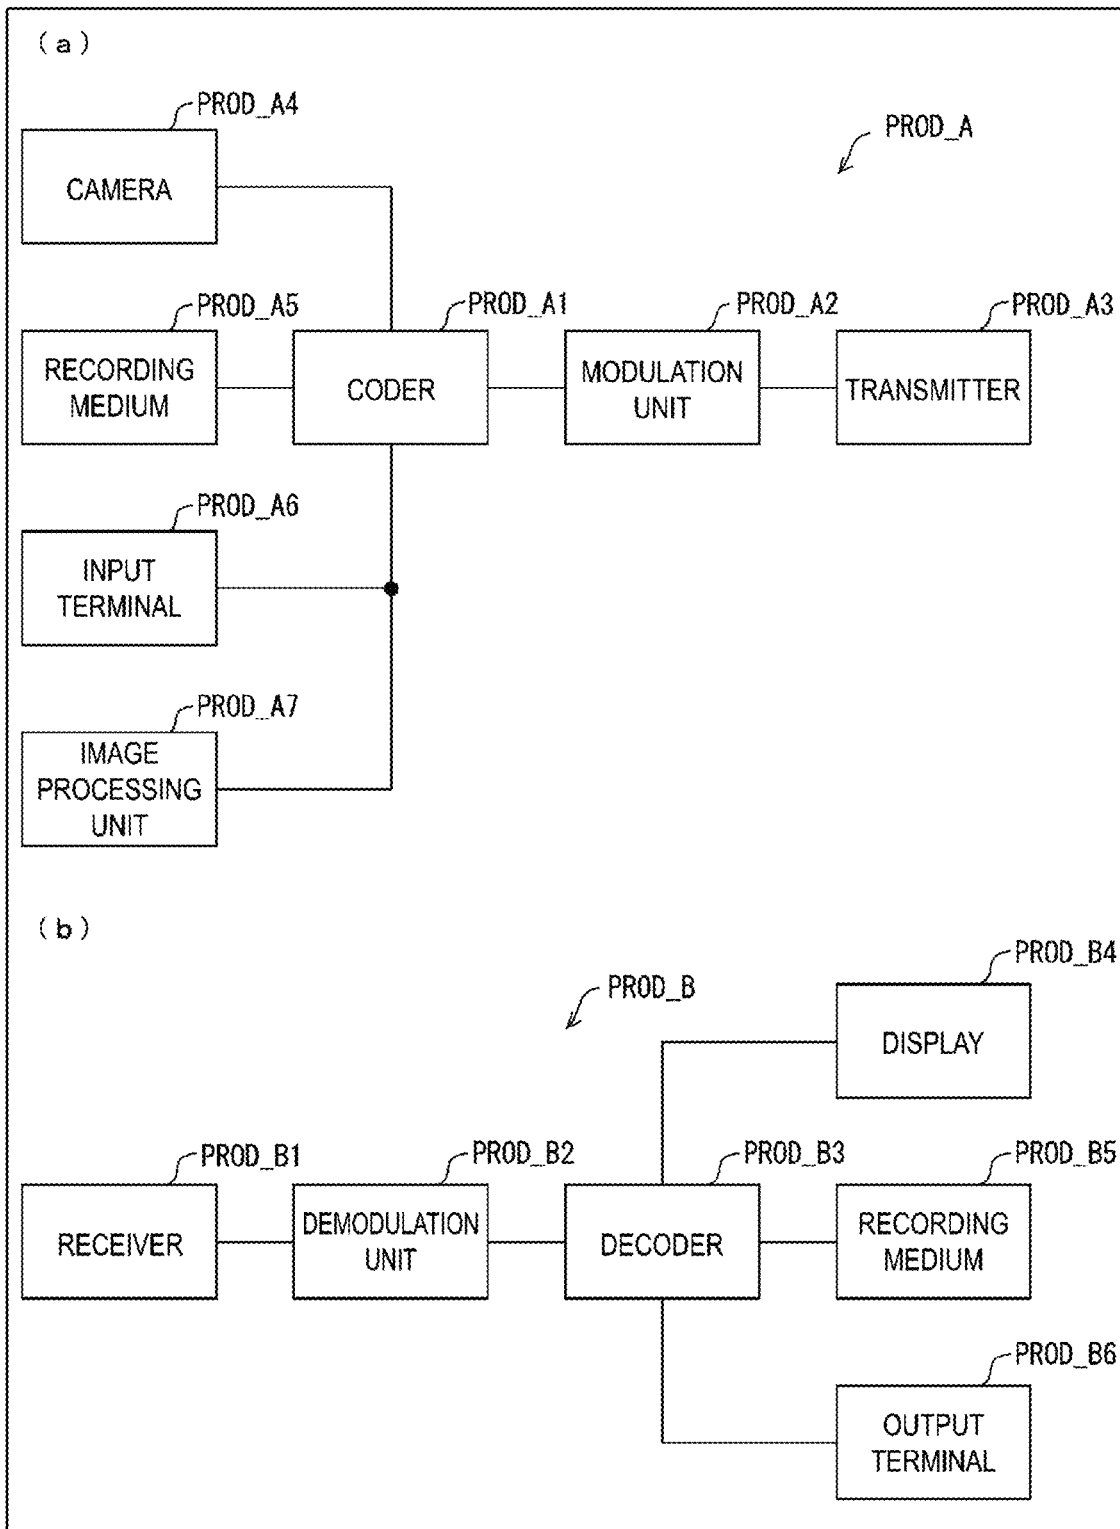 (a)
PROD_A4
PROD_A
CAMERA
PROD_A5
PROD_A1
PROD_A2
PROD_A3
RECORDING
MEDIUM
CODER
MODULATION
UNIT
TRANSMITTER
PROD_A6
INPUT
TERMINAL
PROD_A7
IMAGE
PROCESSING
UNIT
(b)
PROD_B4
PROD_B
DISPLAY
PROD_B1
PROD_B2
PROD_B3
PROD_B5
RECEIVER
DEMODULATION
UNIT
DECODER
RECORDING
MEDIUM
PROD_B6
OUTPUT
TERMINAL